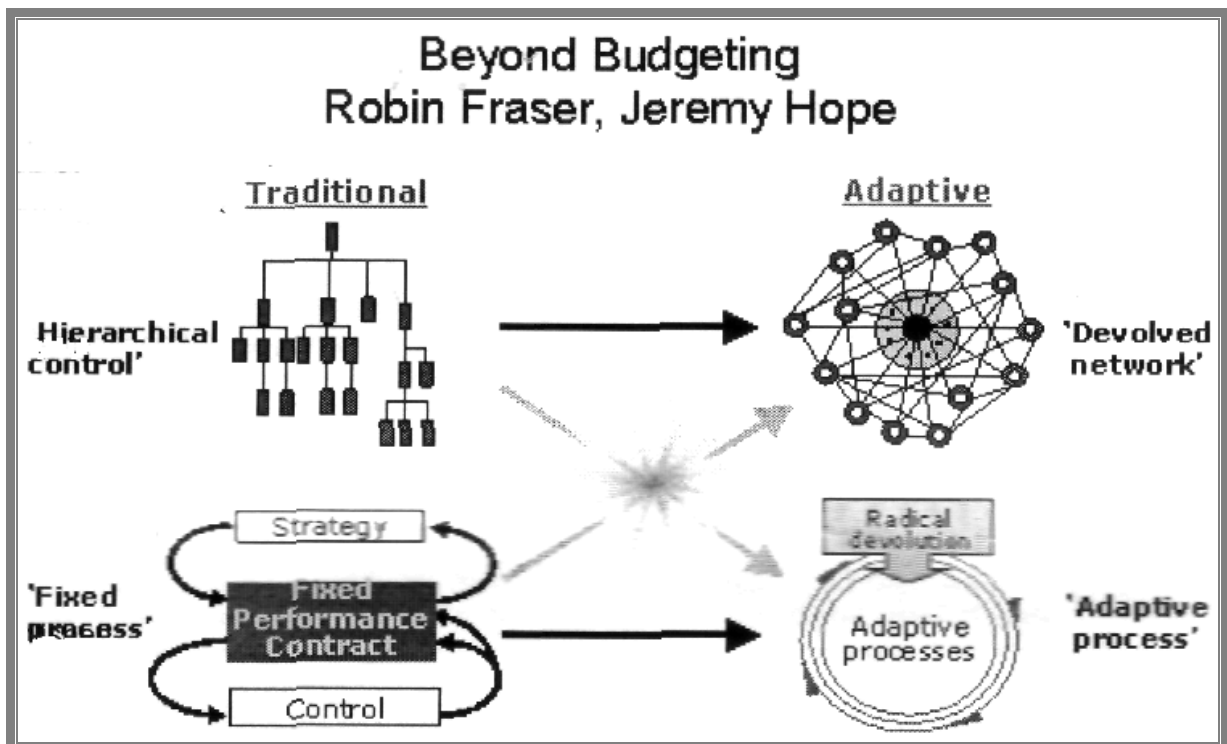 Beyond Budgeting
Robin Fraser, Jeremy Hope
Traditional
Adaptive
'Hierarchical
control'
'Devolved
network'
Strategy
Fixed
Performance
Contract
Control
'Fixed
process'
Radical
devolution
Adaptive
processes
'Adaptive
process'